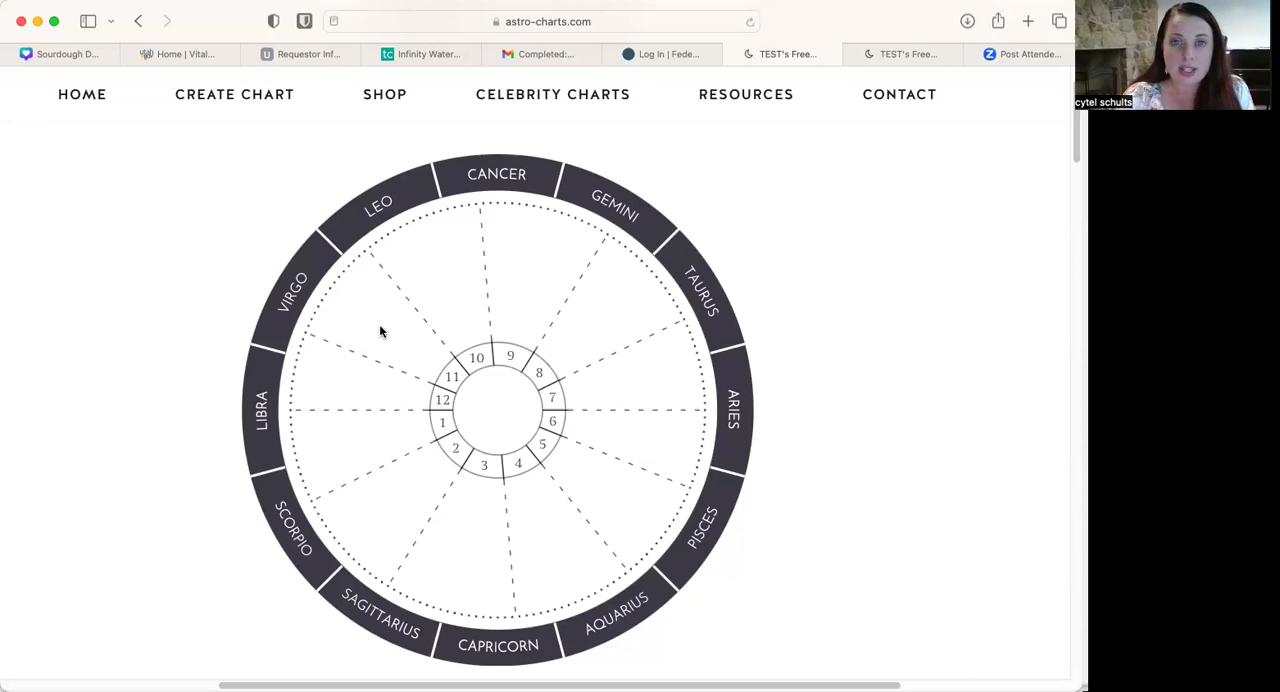 astro-charts.com
Sourdough D...
Home | Vital...
Requestor Inf...
tc Infinity Water...
Completed:...
Log In | Fede...
TEST's Free...
TEST's Free...
Post Attende...
cytel schults
HOME
CREATE CHART
SHOP
CELEBRITY CHARTS
RESOURCES
CONTACT
CANCER
GEMINI
TAURUS
ARIES
PISCES
AQUARIUS
CAPRICORN
SAGITTARIUS
SCORPIO
LIBRA
VIRGO
LEO
1
2
3
4
5
6
7
8
9
10
11
12